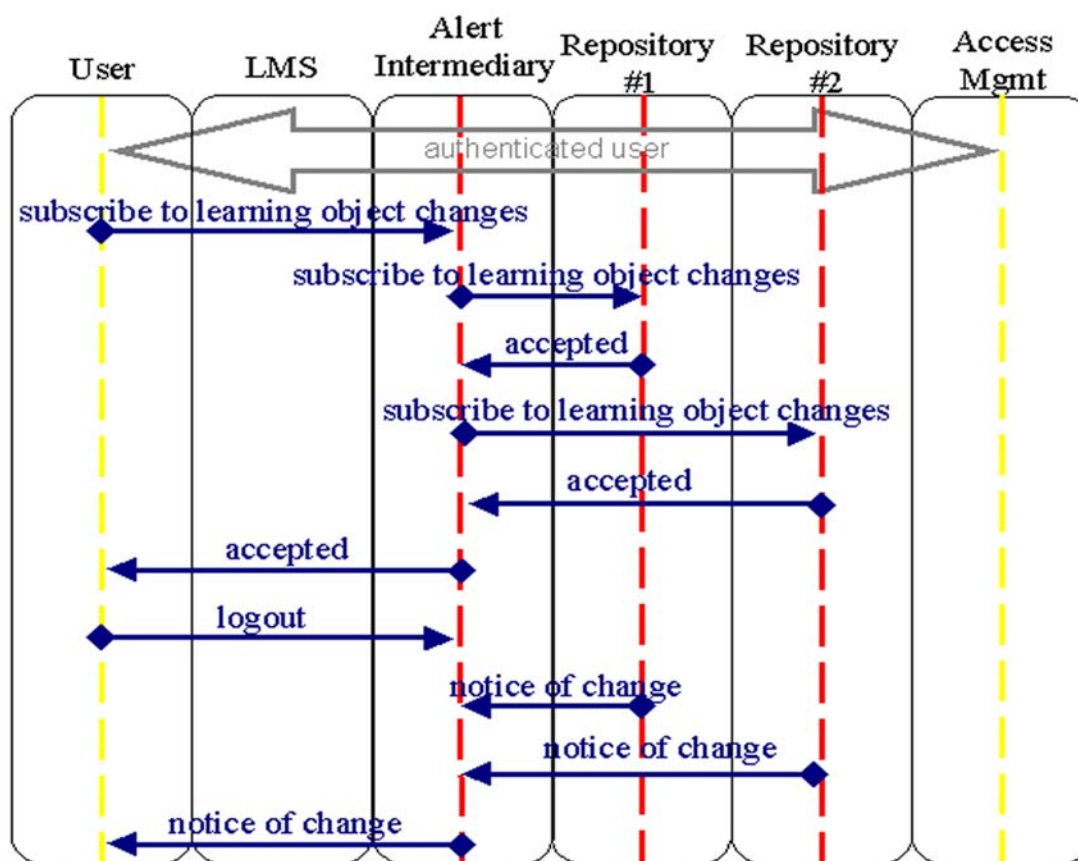 User
LMS
Alert
Intermediary
Repository
#1
Repository
#2
Access
Mgmt
authenticated user
subscribe to learning object changes
subscribe to learning object changes
accepted
subscribe to learning object changes
accepted
accepted
logout
notice of change
notice of change
notice of change